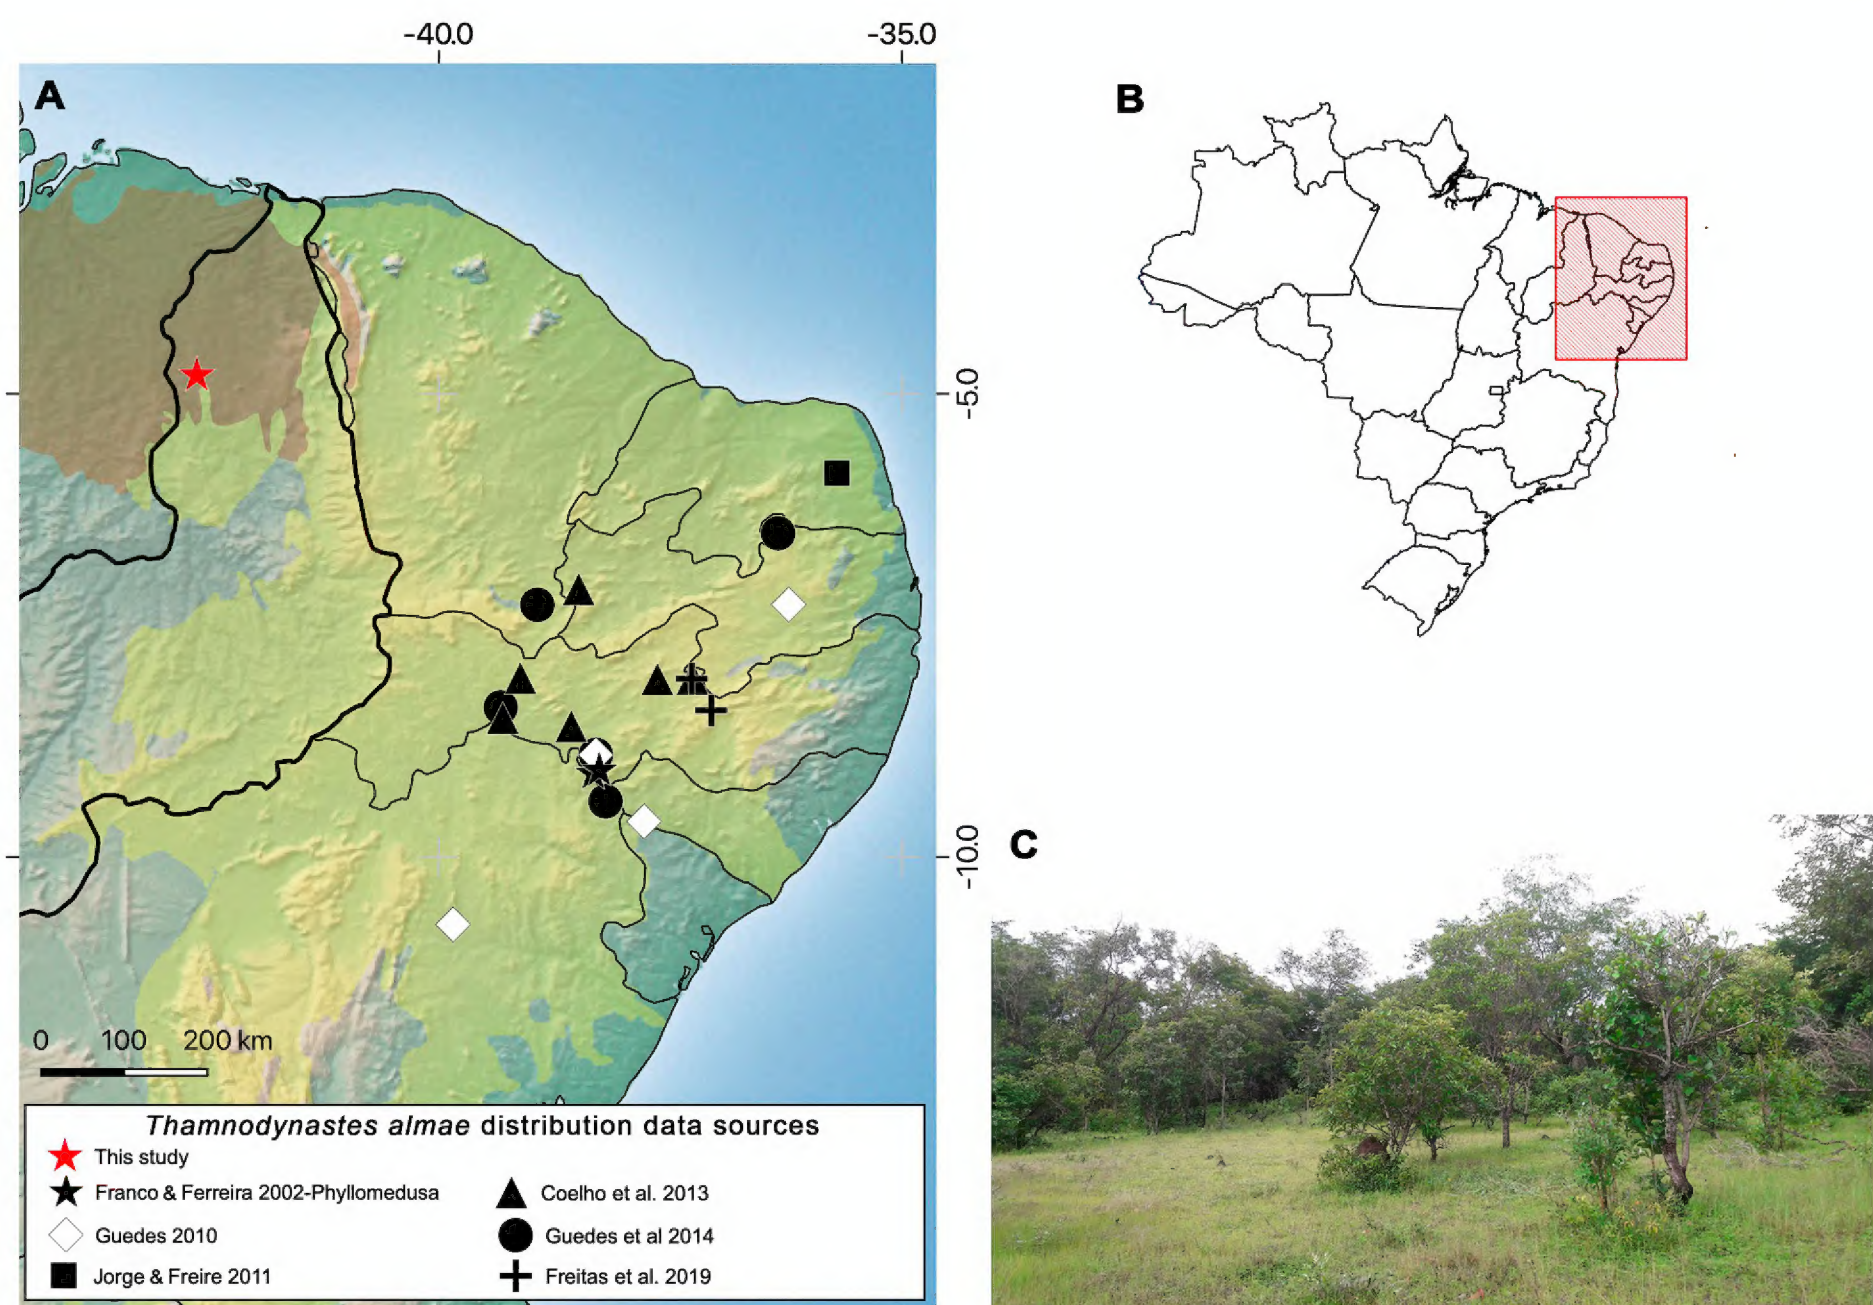 -40.0 -35.0
A
B
-5.0
-10.0
C
0 100 200 km
Thamnodynastes almae distribution data sources
This study
Franco & Ferreira 2002-Phyllomedusa
Coelho et al. 2013
Guedes 2010
Guedes et al 2014
Jorge & Freire 2011
Freitas et al. 2019